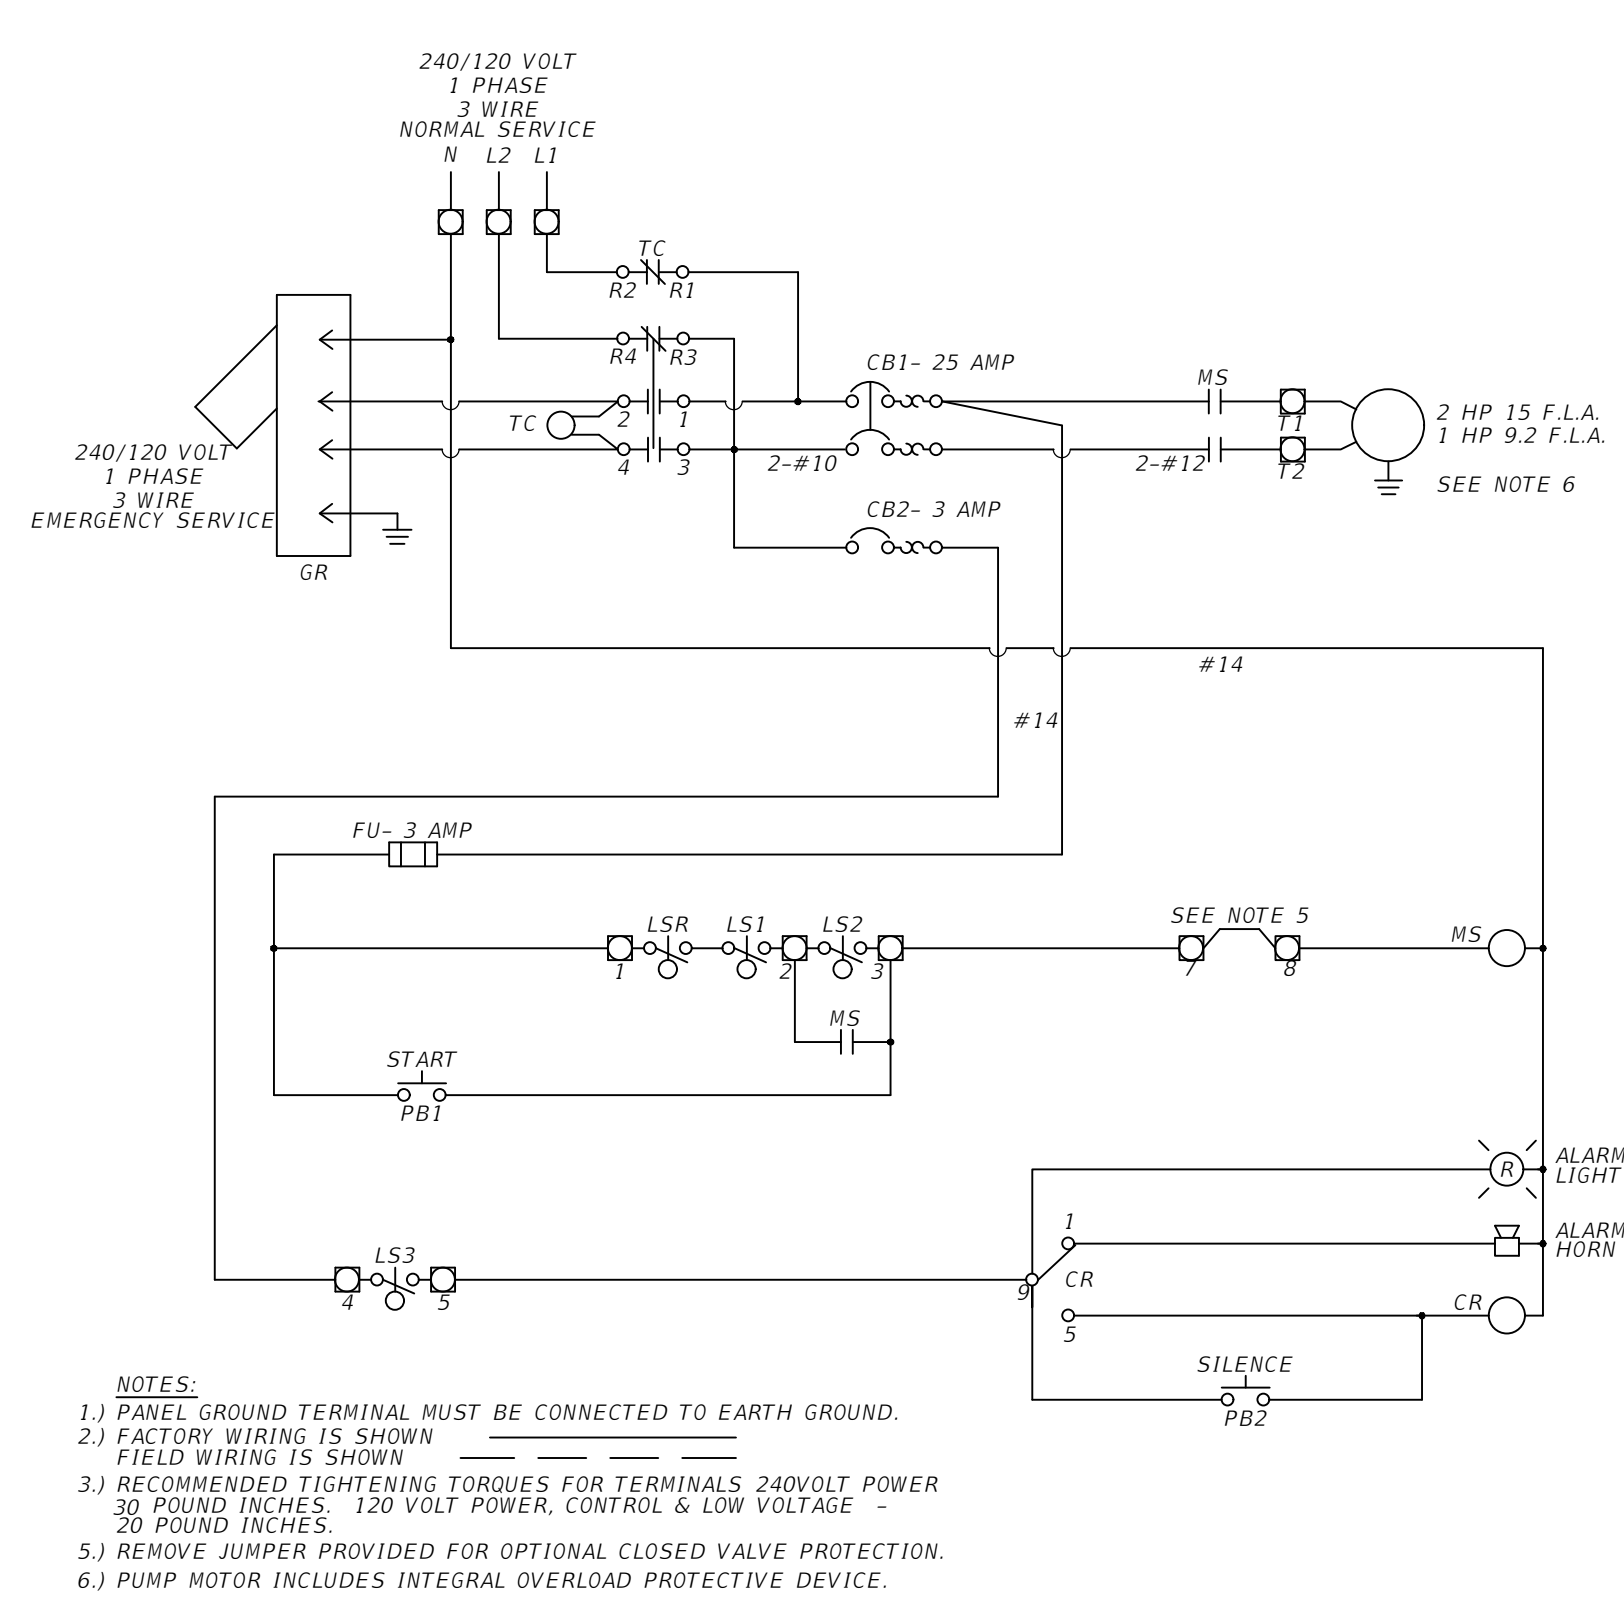 240/120 VOLT
1 PHASE
3 WIRE
NORMAL SERVICE
N L2 L1
TC
R2 R1
R4 R3
CB1- 25 AMP
MS
TC
2 1
T1
2 HP 15 F.L.A.
1 HP 9.2 F.L.A.
4 3
2-#10
2-#12
T2
SEE NOTE 6
240/120 VOLT
1 PHASE
3 WIRE
EMERGENCY SERVICE
GR
CB2- 3 AMP
#14
#14
FU- 3 AMP
LSR LS1 LS2
SEE NOTE 5
MS
1 2 3 7 8
MS
START
PB1
R
ALARM
LIGHT
1
ALARM
HORN
LS3
CR
9
4 5
CR
5
SILENCE
PB2
NOTES:
1.) PANEL GROUND TERMINAL MUST BE CONNECTED TO EARTH GROUND.
2.) FACTORY WIRING IS SHOWN
FIELD WIRING IS SHOWN
3.) RECOMMENDED TIGHTENING TORQUES FOR TERMINALS 240VOLT POWER
30 POUND INCHES. 120 VOLT POWER, CONTROL & LOW VOLTAGE -
20 POUND INCHES.
5.) REMOVE JUMPER PROVIDED FOR OPTIONAL CLOSED VALVE PROTECTION.
6.) PUMP MOTOR INCLUDES INTEGRAL OVERLOAD PROTECTIVE DEVICE.